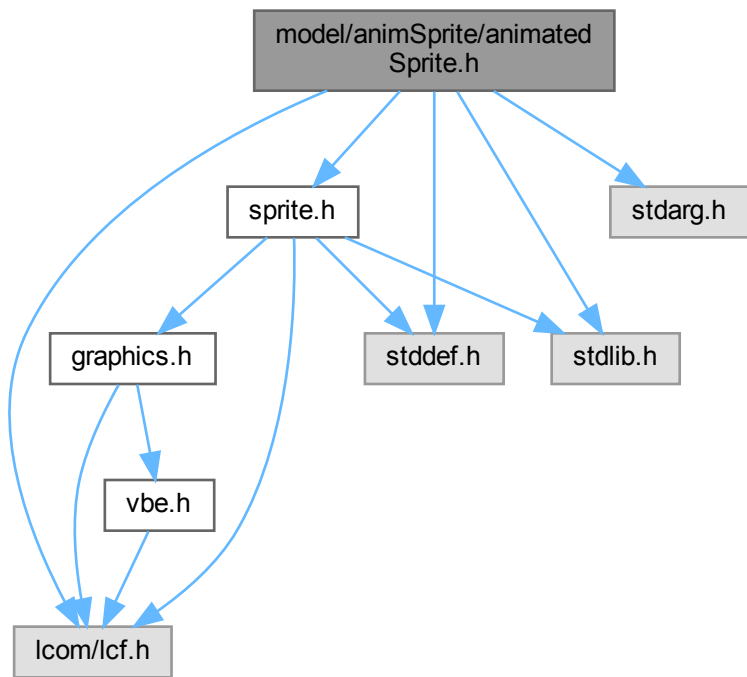 model/animSprite/animated
Sprite.h
sprite.h
stdarg.h
graphics.h
stddef.h
stdlib.h
vbe.h
lcom/lcf.h